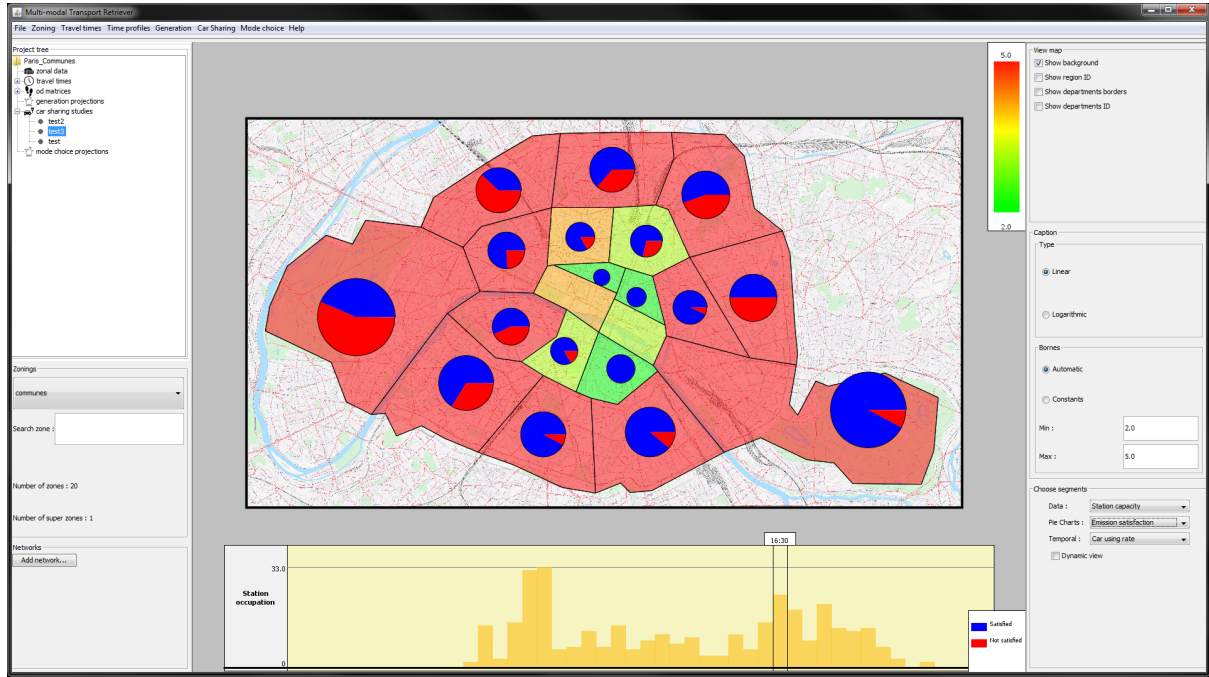 Multi-modal Transport Retriever
File Zoning Travel times Time profiles Generation Car Sharing Mode choice Help
Project tree
Paris_Communes
zonal data
travel times
od matrices
generation projections
car sharing studies
test2
test3
test
mode choice projections
Zonings
communes
Search zone :
Number of zones : 20
Number of super zones : 1
Networks
Add network...
5.0
2.0
16:30
33.0
Station
occupation
0
Satisfied
Not satisfied
View map
Show background
Show region ID
Show departments borders
Show departments ID
Caption
Type
Linear
Logarithmic
Bornes
Automatic
Constants
Min : 2.0
Max : 5.0
Choose segments
Data : Station capacity
Pie Charts : Emission satisfaction
Temporal : Car using rate
Dynamic view